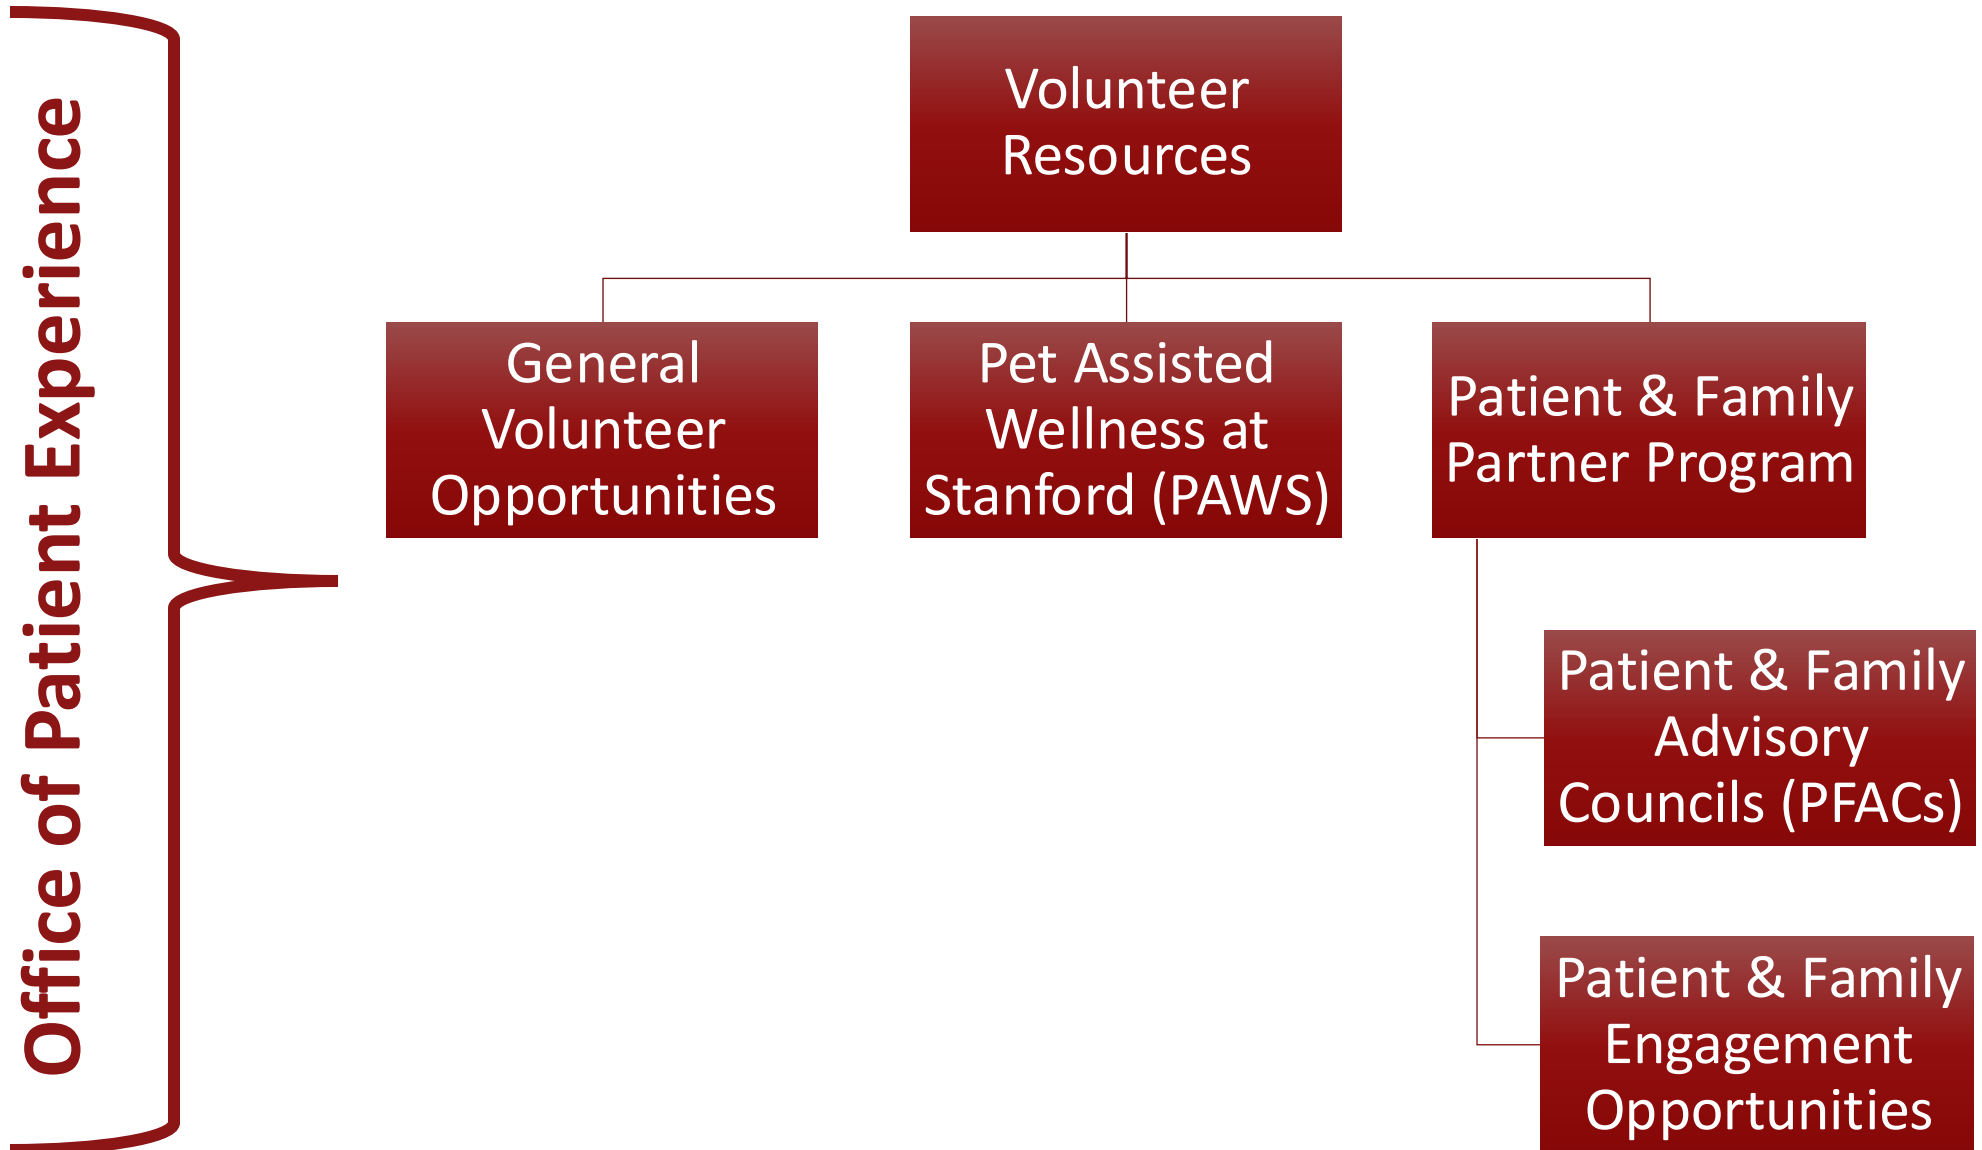 Office of Patient Experience
Volunteer
Resources
General
Volunteer
Opportunities
Pet Assisted
Wellness at
Stanford (PAWS)
Patient & Family
Partner Program
Patient & Family
Advisory
Councils (PFACs)
Patient & Family
Engagement
Opportunities